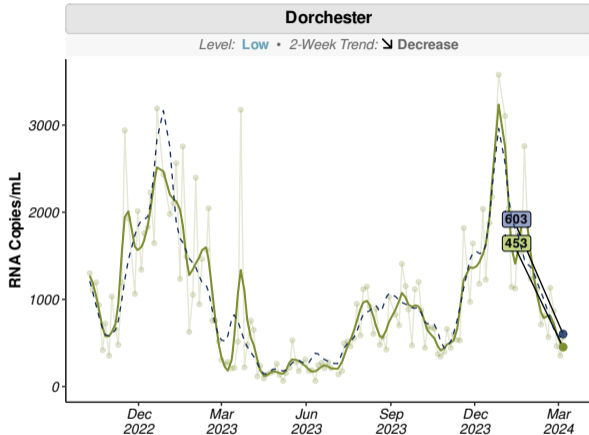 Dorchester
Level: Low • 2-Week Trend: ↘ Decrease
RNA Copies/mL
3000
2000
1000
0
603
453
Dec Mar Jun Sep Dec Mar
2022 2023 2023 2023 2023 2024